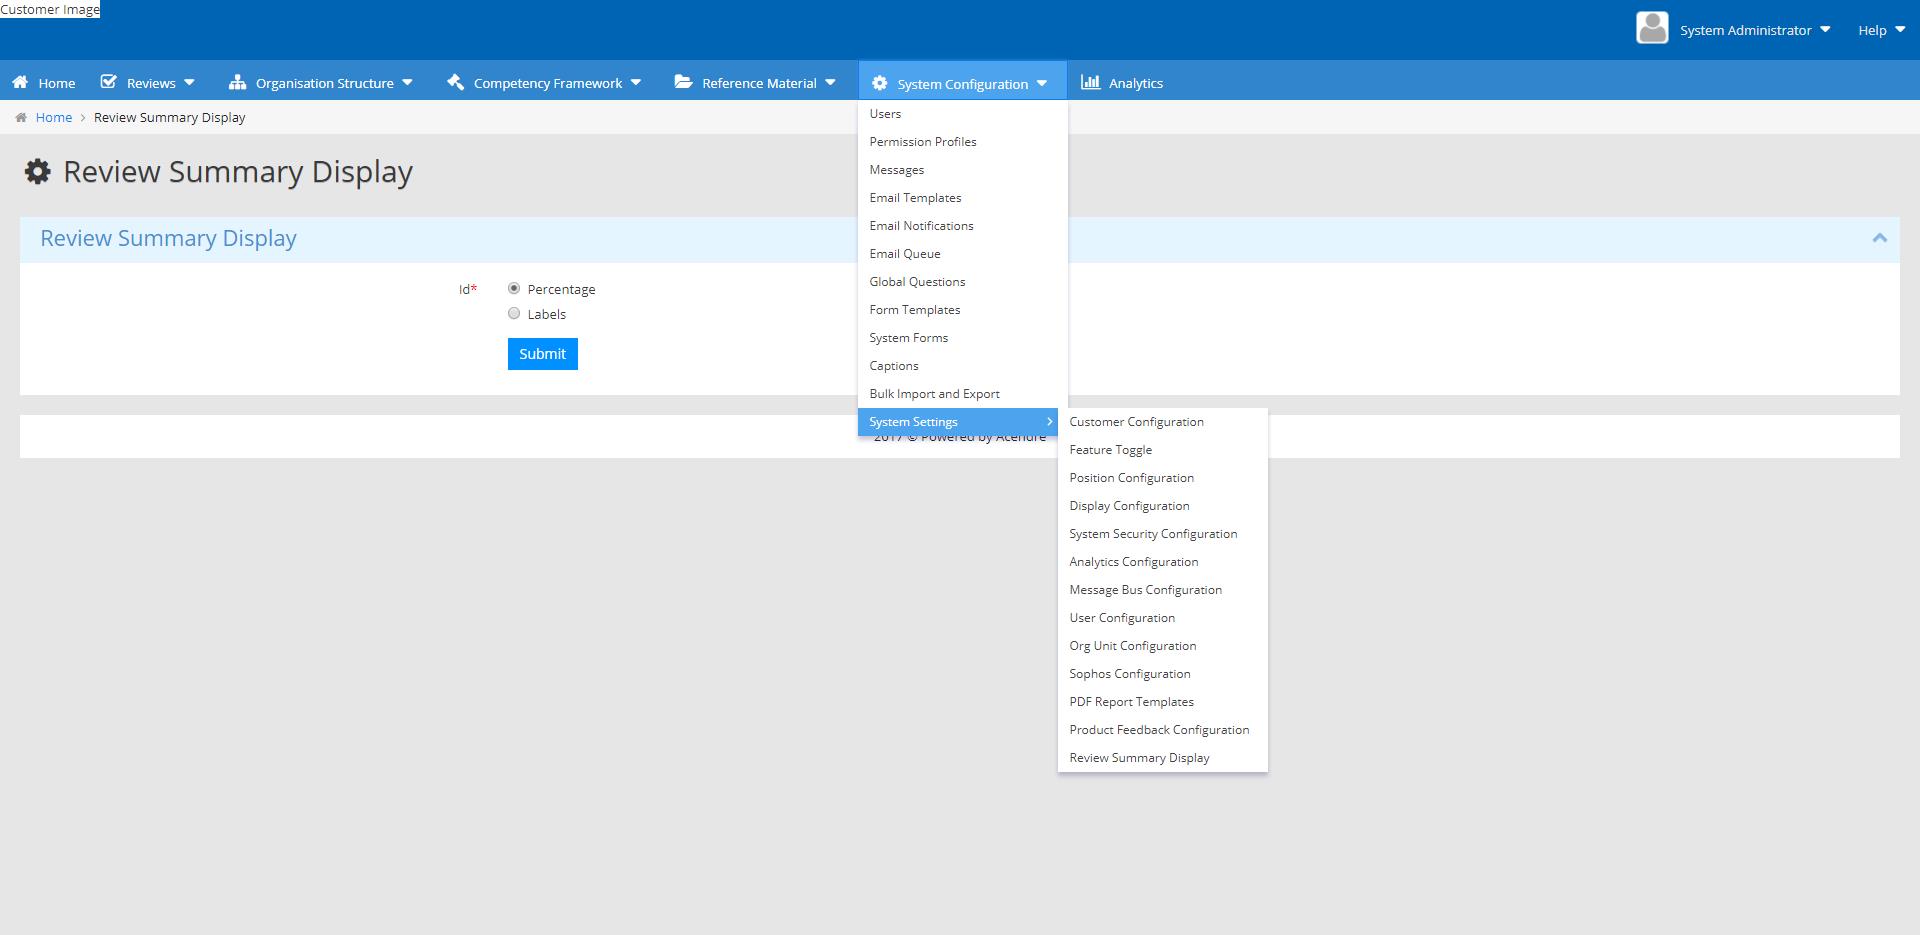 Customer Image
System Administrator
Help
Home
Reviews
Organisation Structure
Competency Framework
Reference Material
System Configuration
Analytics
Home > Review Summary Display
Review Summary Display
Review Summary Display
Id*
Percentage
Labels
Submit
Users
Permission Profiles
Messages
Email Templates
Email Notifications
Email Queue
Global Questions
Form Templates
System Forms
Captions
Bulk Import and Export
System Settings
2017 © Powered by Acendre
Customer Configuration
Feature Toggle
Position Configuration
Display Configuration
System Security Configuration
Analytics Configuration
Message Bus Configuration
User Configuration
Org Unit Configuration
Sophos Configuration
PDF Report Templates
Product Feedback Configuration
Review Summary Display